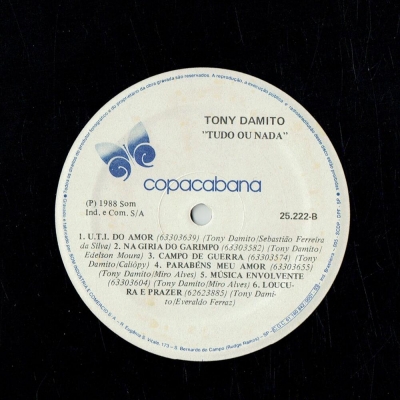 TONY DAMITO
"TUDO OU NADA"
copacabana
(P) 1988 Som
Ind. e Com. S/A
25.222-B
1. U.T.I. DO AMOR (63303639) (Tony Damito/Sebastião Ferreira
da Silva) 2. NA GIRIA DO GARIMPO (63303582) (Tony Damito/
Edelson Moura) 3. CAMPO DE GUERRA (63303574) (Tony
Damito/Caliópy) 4. PARABÉNS MEU AMOR (63303655)
(Tony Damito/Miro Alves) 5. MÚSICA ENVOLVENTE
(63303604) (Tony Damito/Miro Alves) 6. LOUCU-
RA E PRAZER (62623885) (Tony Dami-
to/Everaldo Ferraz)